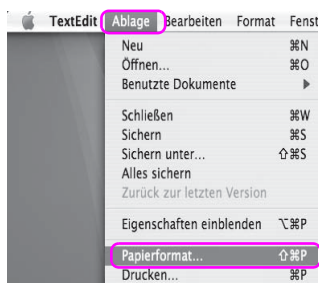 TextEdit Ablage Bearbeiten Format Fenst
Neu ⌘N
Öffnen... ⌘O
Benutzte Dokumente ▶
Schließen ⌘W
Sichern ⌘S
Sichern unter... ⇧⌘S
Alles sichern
Zurück zur letzten Version
Eigenschaften einblenden ⌥⌘P
Papierformat... ⇧⌘P
Drucken... ⌘P